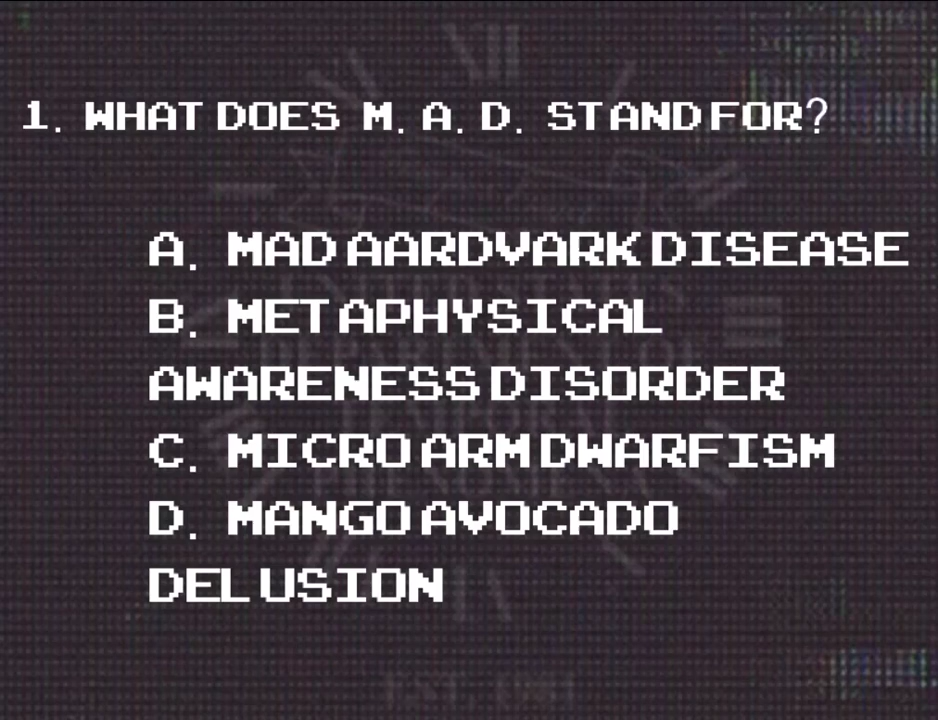 1. WHAT DOES M.A.D. STAND FOR?
A. MAD AARDVARK DISEASE
B. METAPHYSICAL
AWARENESS DISORDER
C. MICRO ARM DWARFISM
D. MANGO AVOCADO
DELUSION